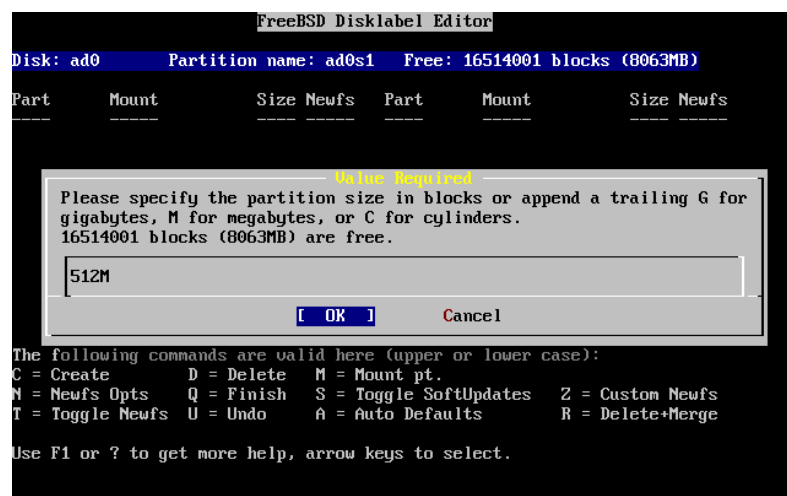 FreeBSD Disklabel Editor
Disk: ad0 Partition name: ad0s1 Free: 16514001 blocks (8063MB)
Part Mount Size Newfs Part Mount Size Newfs
---- ----- ---- ----- ---- ----- ---- -----
Value Required
Please specify the partition size in blocks or append a trailing G for
gigabytes, M for megabytes, or C for cylinders.
16514001 blocks (8063MB) are free.
512M
[ OK ] Cancel
The following commands are valid here (upper or lower case):
C = Create D = Delete M = Mount pt.
N = Newfs Opts Q = Finish S = Toggle SoftUpdates Z = Custom Newfs
T = Toggle Newfs U = Undo A = Auto Defaults R = Delete+Merge
Use F1 or ? to get more help, arrow keys to select.